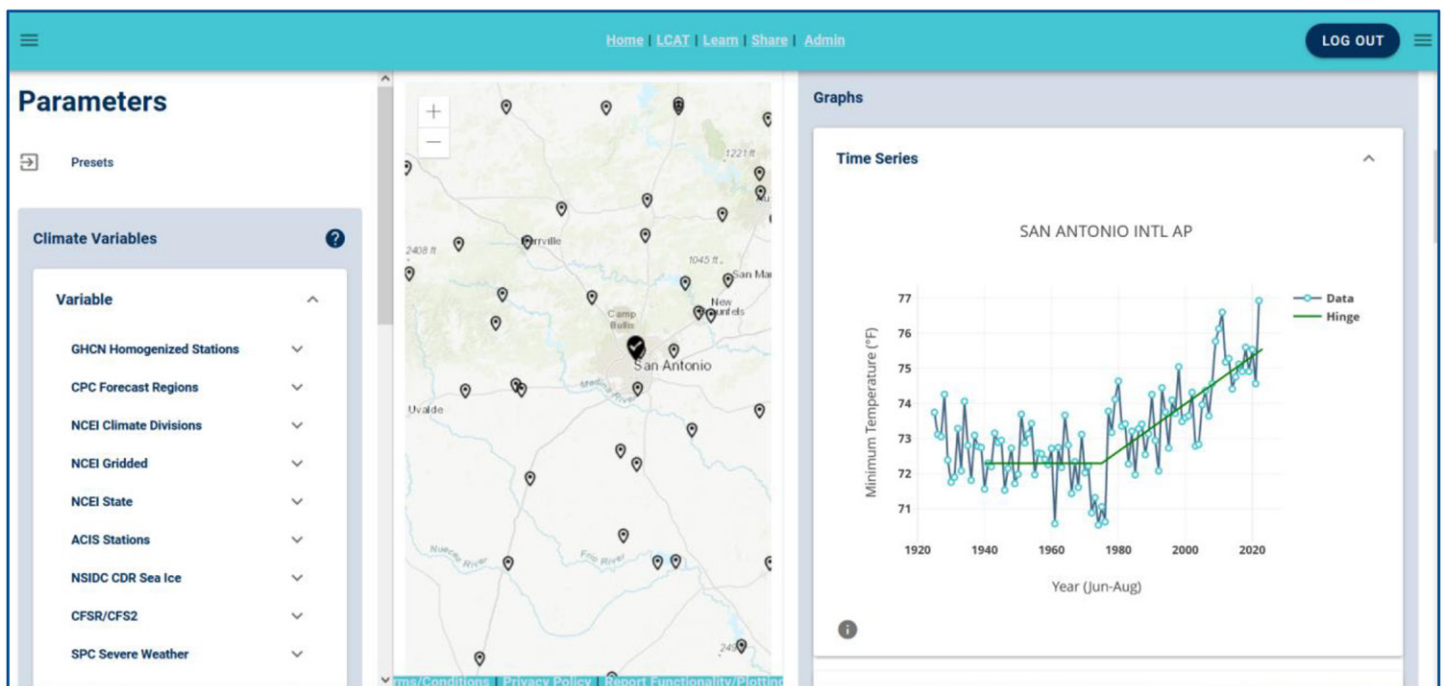 Home | LCAT | Learn | Share | Admin
LOG OUT
Parameters
Presets
Climate Variables
Variable
GHCN Homogenized Stations
CPC Forecast Regions
NCEI Climate Divisions
NCEI Gridded
NCEI State
ACIS Stations
NSIDC CDR Sea Ice
CFSR/CFS2
SPC Severe Weather
1221 ft
2408 ft
1045 ft
San Mar
New
Camp
Bullis
San Antonio
Medina River
Uvalde
Nueces River
Frio River
rms/Conditions | Privacy Policy | Report Functionality/Plotting
Graphs
Time Series
SAN ANTONIO INTL AP
Minimum Temperature (°F)
77
76
75
74
73
72
71
Data
Hinge
1920 1940 1960 1980 2000 2020
Year (Jun-Aug)